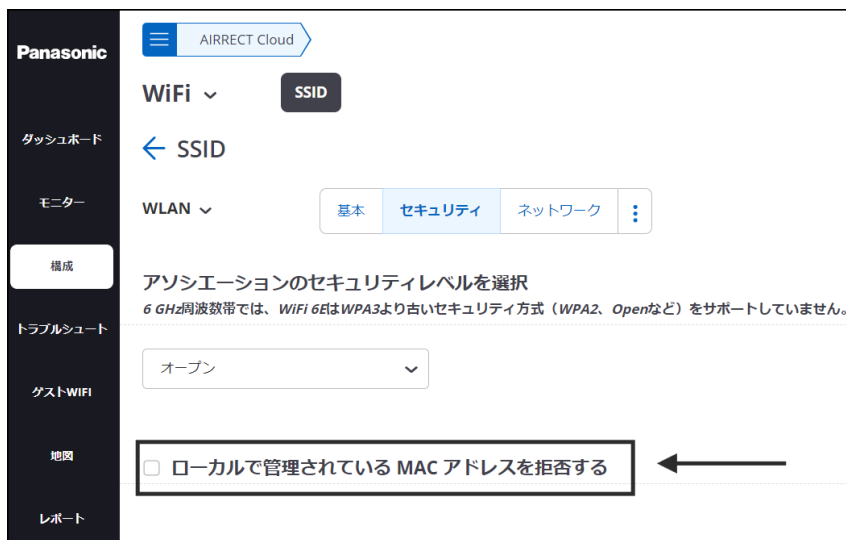 Panasonic
AIRRECT Cloud
WiFi
SSID
ダッシュボード
SSID
モニター
WLAN
基本
セキュリティ
ネットワーク
構成
アソシエーションのセキュリティレベルを選択
6 GHz周波数帯では、WiFi 6EはWPA3より古いセキュリティ方式（WPA2、Openなど）をサポートしていません。
トラブルシュート
オープン
ゲストWIFI
地図
ローカルで管理されている MAC アドレスを拒否する
レポート